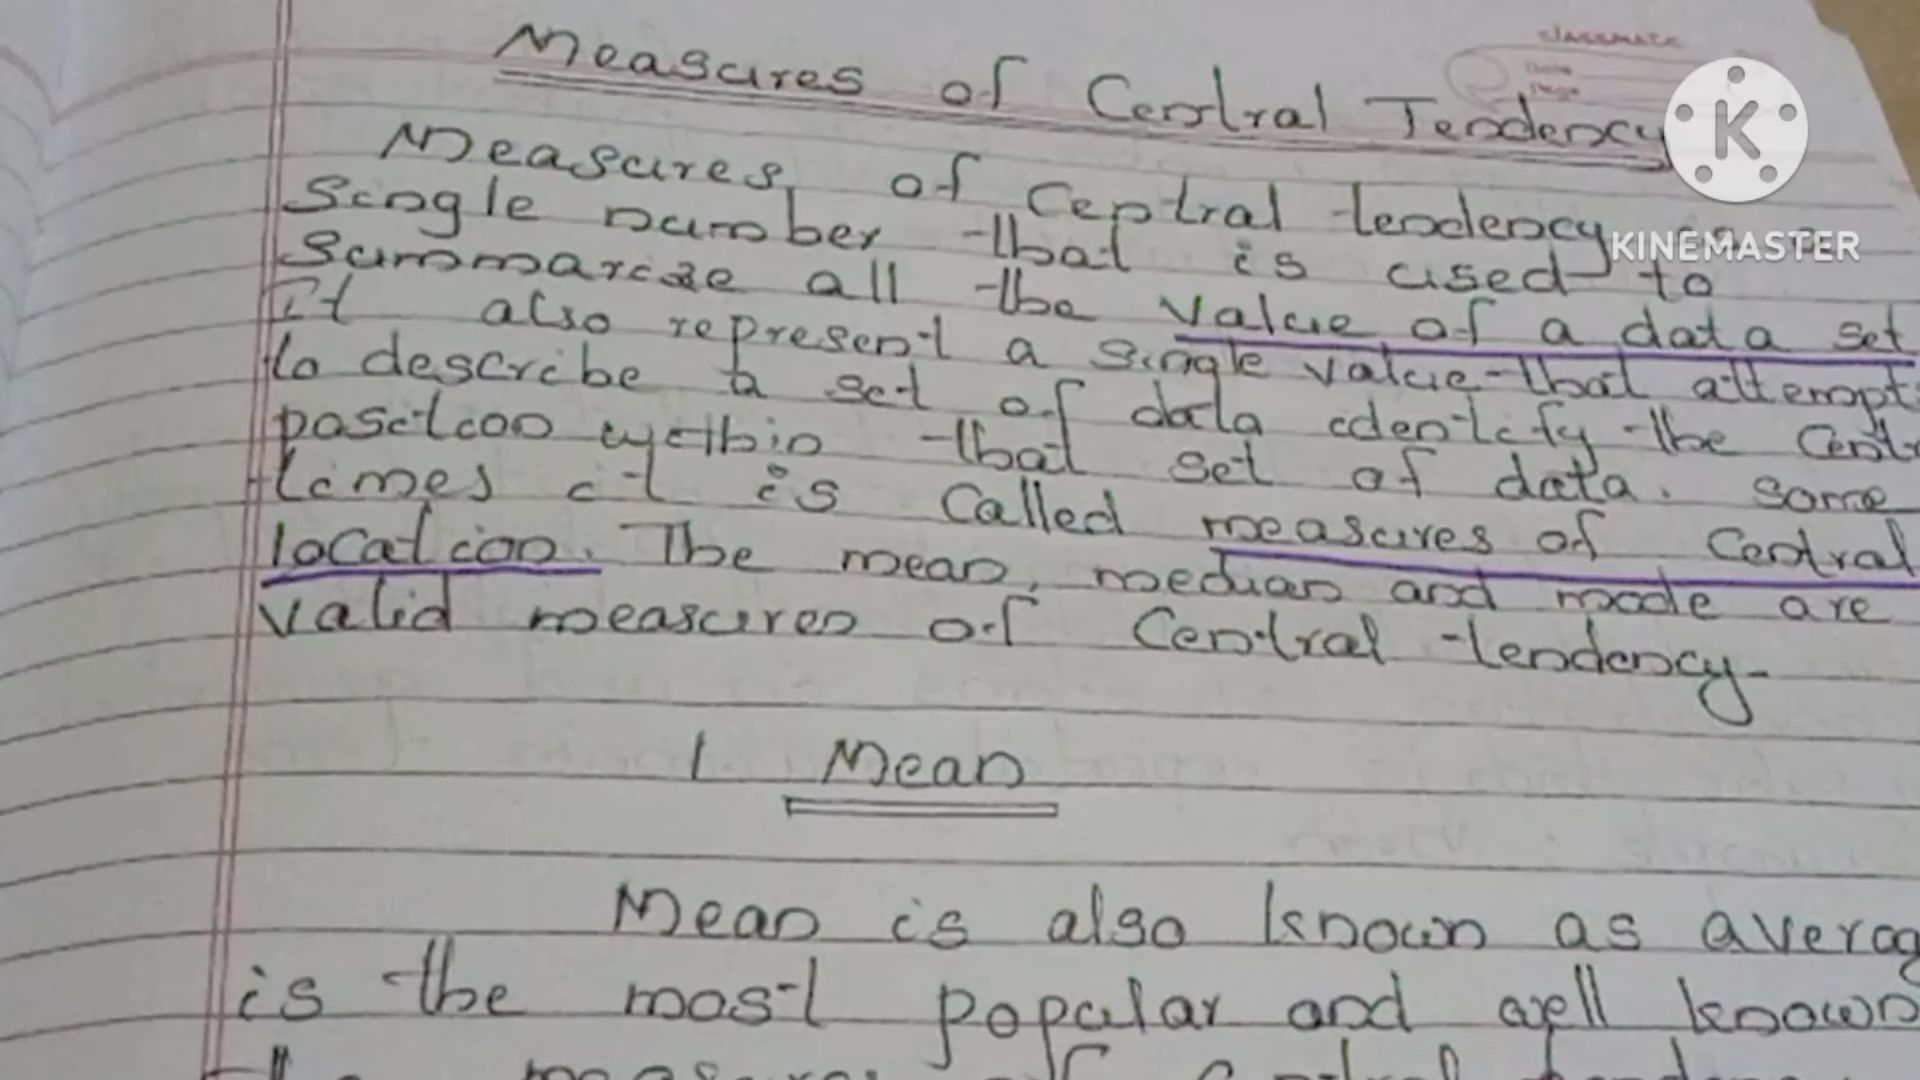 Measures of Central Tendency
CLASSMATE
Date
Page
K
KINEMASTER
Measures of Central tendency
Single number that is used to
Summarize all the value of a data set
It also represent a single value that attempt
to describe a set of data identify the
position within that set of data. some
times it is called measures of Central
location. The mean, median and mode are
valid measures of Central tendency.
1 Mean
Mean is also known as averag
is the most popular and well known